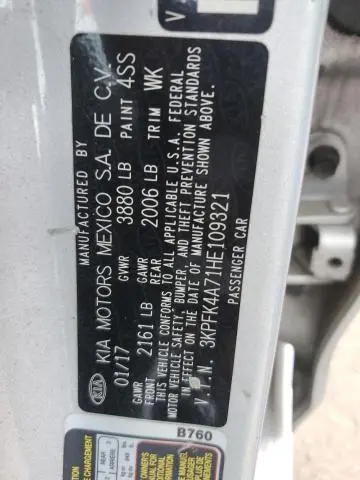 MANUFACTURED BY
KIA KIA MOTORS MEXICO S.A. DE C.V.
01/17 GVWR 3880 LB PAINT 4SS
GAWR FRONT 2161 LB GAWR REAR 2006 LB TRIM WK
THIS VEHICLE CONFORMS TO ALL APPLICABLE U.S.A. FEDERAL
MOTOR VEHICLE SAFETY, BUMPER, AND THEFT PREVENTION STANDARDS
IN EFFECT ON THE DATE OF MANUFACTURE SHOWN ABOVE.
V.I.N. 3KPFK4A71HE109321
PASSENGER CAR
B760
V